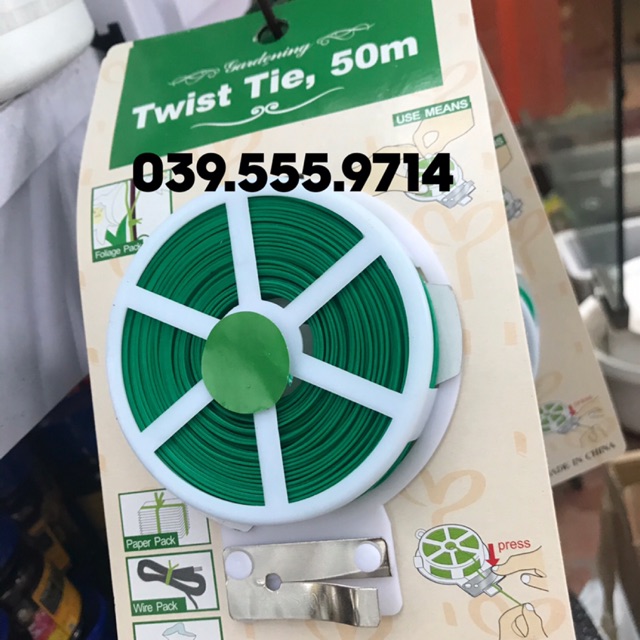 Gardening
Twist Tie, 50m
USE MEANS
039.555.9714
Foliage Pack
Paper Pack
Wire Pack
press
press
MADE IN CHINA